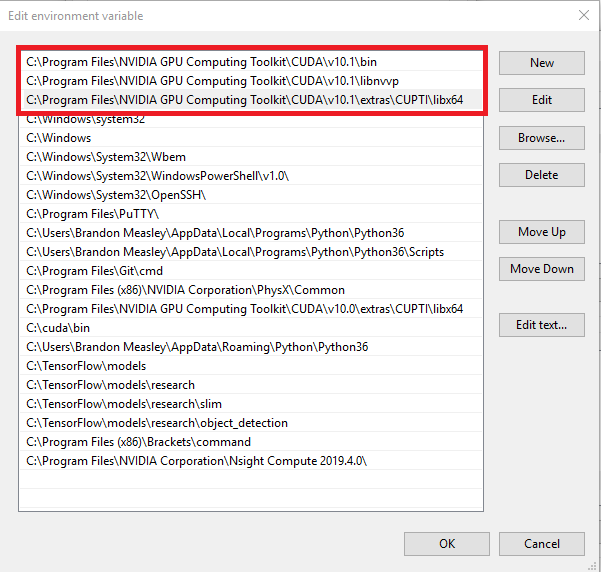 Edit environment variable
C:\Program Files\NVIDIA GPU Computing Toolkit\CUDA\v10.1\bin
New
C:\Program Files\NVIDIA GPU Computing Toolkit\CUDA\v10.1\libnvvp
C:\Program Files\NVIDIA GPU Computing Toolkit\CUDA\v10.1\extras\CUPTI\libx64
Edit
C:\Windows\system32
C:\Windows
Browse...
C:\Windows\System32\Wbem
C:\Windows\System32\WindowsPowerShell\v1.0\
Delete
C:\Windows\System32\OpenSSH\
C:\Program Files\PuTTY\
C:\Users\Brandon Measley\AppData\Local\Programs\Python\Python36
Move Up
C:\Users\Brandon Measley\AppData\Local\Programs\Python\Python36\Scripts
C:\Program Files\Git\cmd
Move Down
C:\Program Files (x86)\NVIDIA Corporation\PhysX\Common
C:\Program Files\NVIDIA GPU Computing Toolkit\CUDA\v10.0\extras\CUPTI\libx64
C:\cuda\bin
Edit text...
C:\Users\Brandon Measley\AppData\Roaming\Python\Python36
C:\TensorFlow\models
C:\TensorFlow\models\research
C:\TensorFlow\models\research\slim
C:\TensorFlow\models\research\object_detection
C:\Program Files (x86)\Brackets\command
C:\Program Files\NVIDIA Corporation\Nsight Compute 2019.4.0\
OK
Cancel